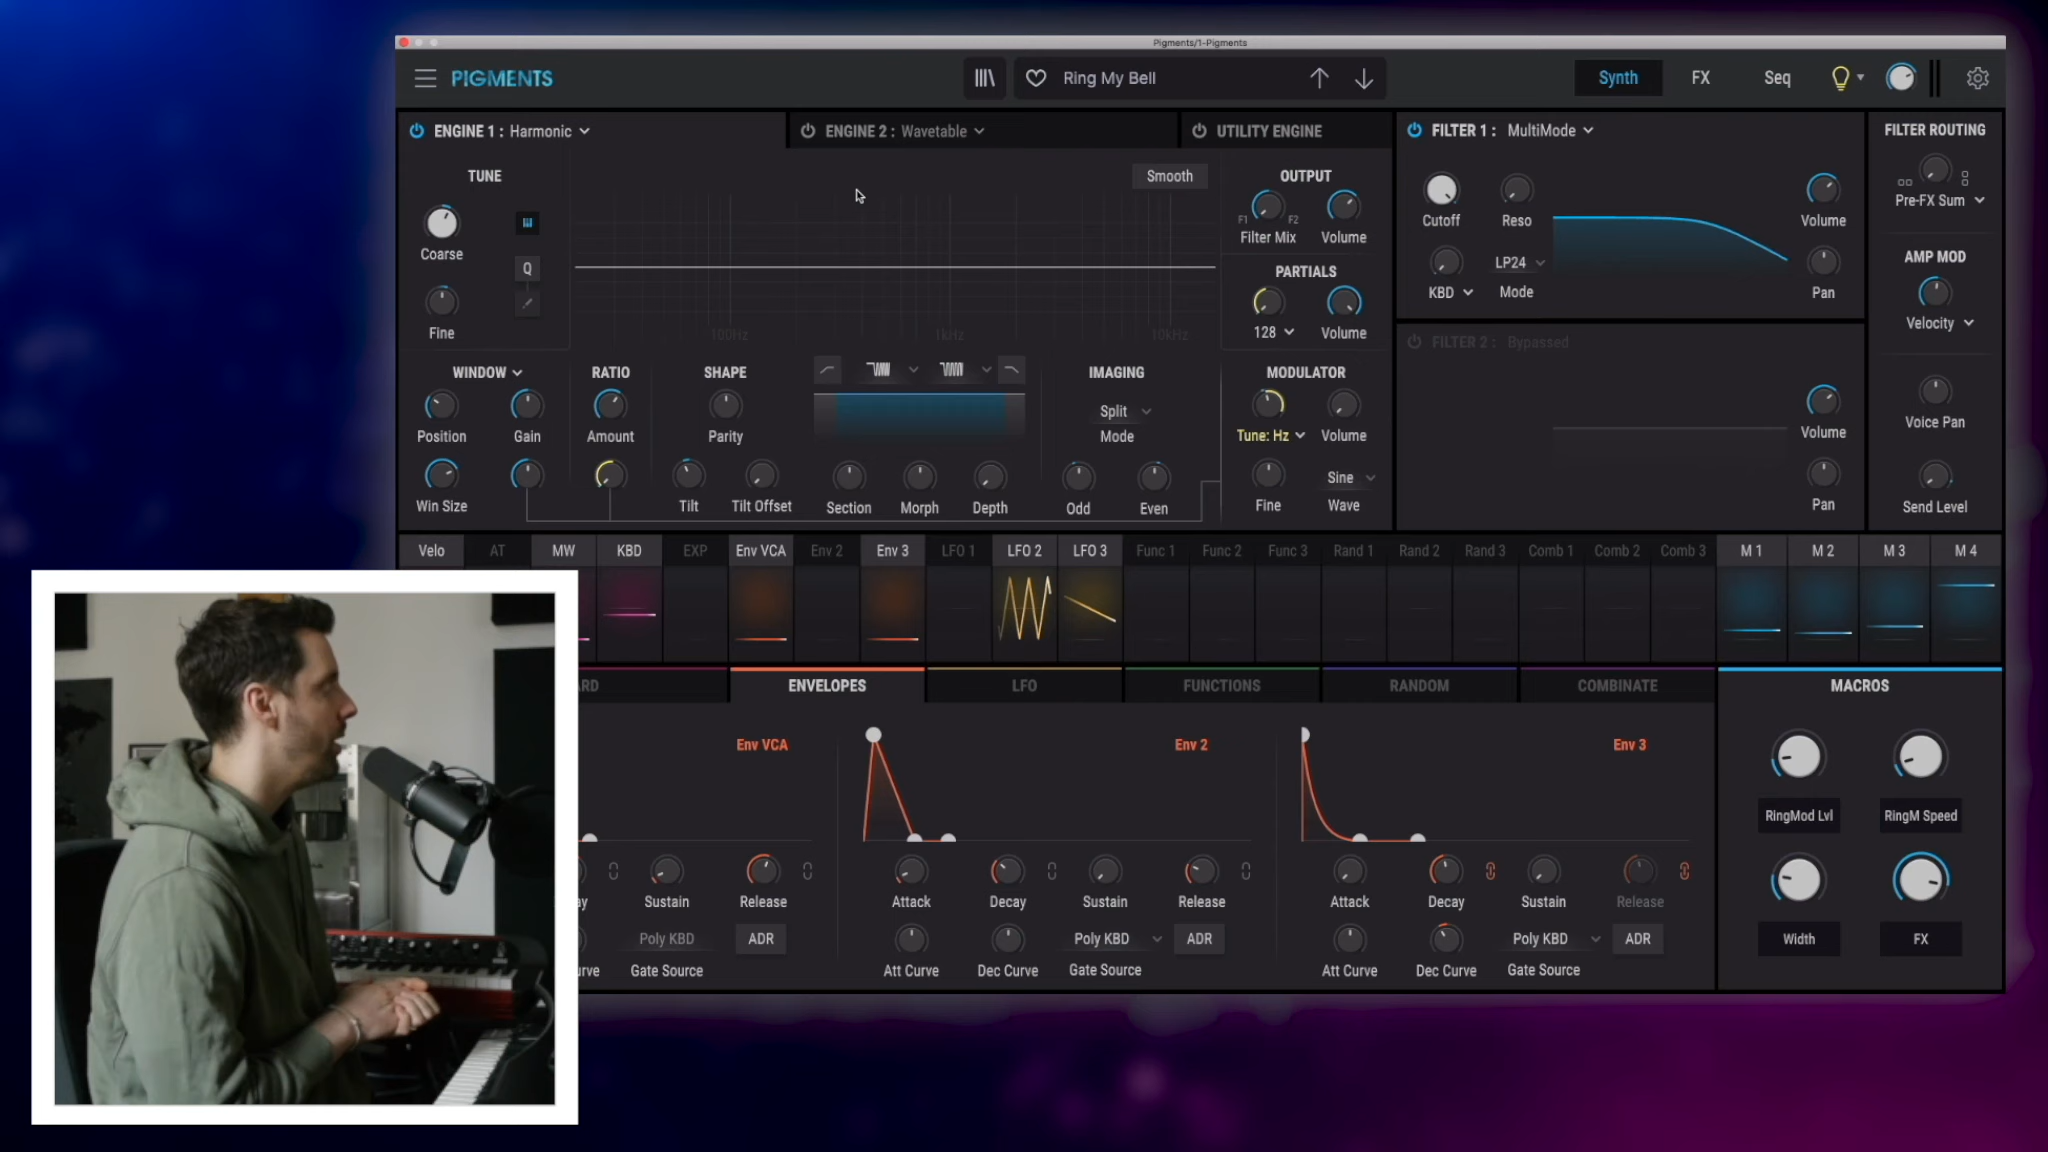 Pigments/1-Pigments
PIGMENTS
Ring My Bell
Synth
FX
Seq
ENGINE 1 : Harmonic
ENGINE 2 : Wavetable
UTILITY ENGINE
FILTER 1 : MultiMode
FILTER ROUTING
TUNE
Smooth
OUTPUT
Coarse
F1
F2
Filter Mix
Volume
Cutoff
Reso
Volume
Pre-FX Sum
Q
PARTIALS
LP24
KBD
Mode
Pan
AMP MOD
Velocity
Fine
100Hz
1kHz
10kHz
128
Volume
FILTER 2 : Bypassed
WINDOW
RATIO
SHAPE
IMAGING
MODULATOR
Split
Position
Gain
Amount
Parity
Mode
Tune: Hz
Volume
Volume
Voice Pan
Sine
Win Size
Tilt
Tilt Offset
Section
Morph
Depth
Odd
Even
Fine
Wave
Pan
Send Level
Velo
AT
MW
KBD
EXP
Env VCA
Env 2
Env 3
LFO 1
LFO 2
LFO 3
Func 1
Func 2
Func 3
Rand 1
Rand 2
Rand 3
Comb 1
Comb 2
Comb 3
M 1
M 2
M 3
M 4
ARD
ENVELOPES
LFO
FUNCTIONS
RANDOM
COMBINATE
MACROS
Env VCA
Env 2
Env 3
RingMod Lvl
RingM Speed
ay
Sustain
Release
Attack
Decay
Sustain
Release
Attack
Decay
Sustain
Release
Poly KBD
ADR
Poly KBD
ADR
Poly KBD
ADR
Width
FX
urve
Gate Source
Att Curve
Dec Curve
Gate Source
Att Curve
Dec Curve
Gate Source